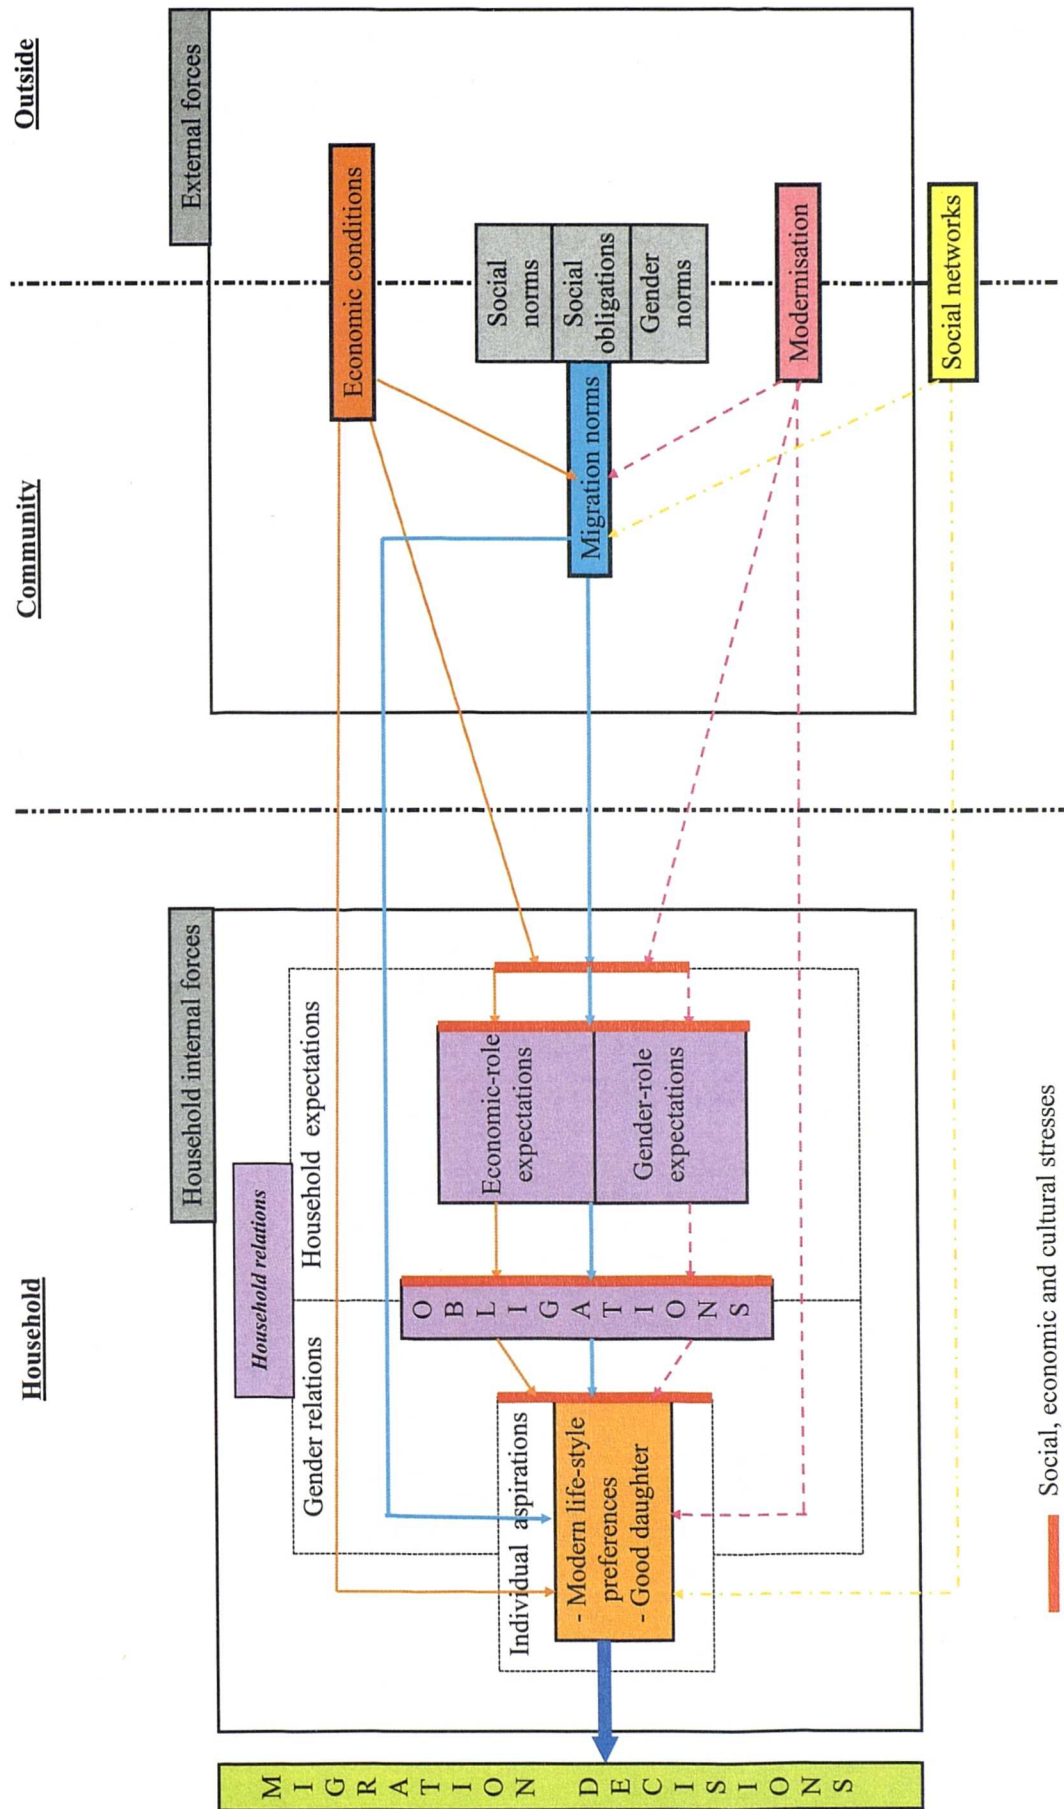 Household
Community
Outside
Household internal forces
External forces
Household relations
Gender relations
Household expectations
Economic conditions
Individual aspirations
- Modern life-style
preferences
- Good daughter
OBLIGATIONS
Economic-role
expectations
Gender-role
expectations
Migration norms
Social
norms
Social
obligations
Gender
norms
Modernisation
Social networks
MIGRATION DECISIONS
Social, economic and cultural stresses